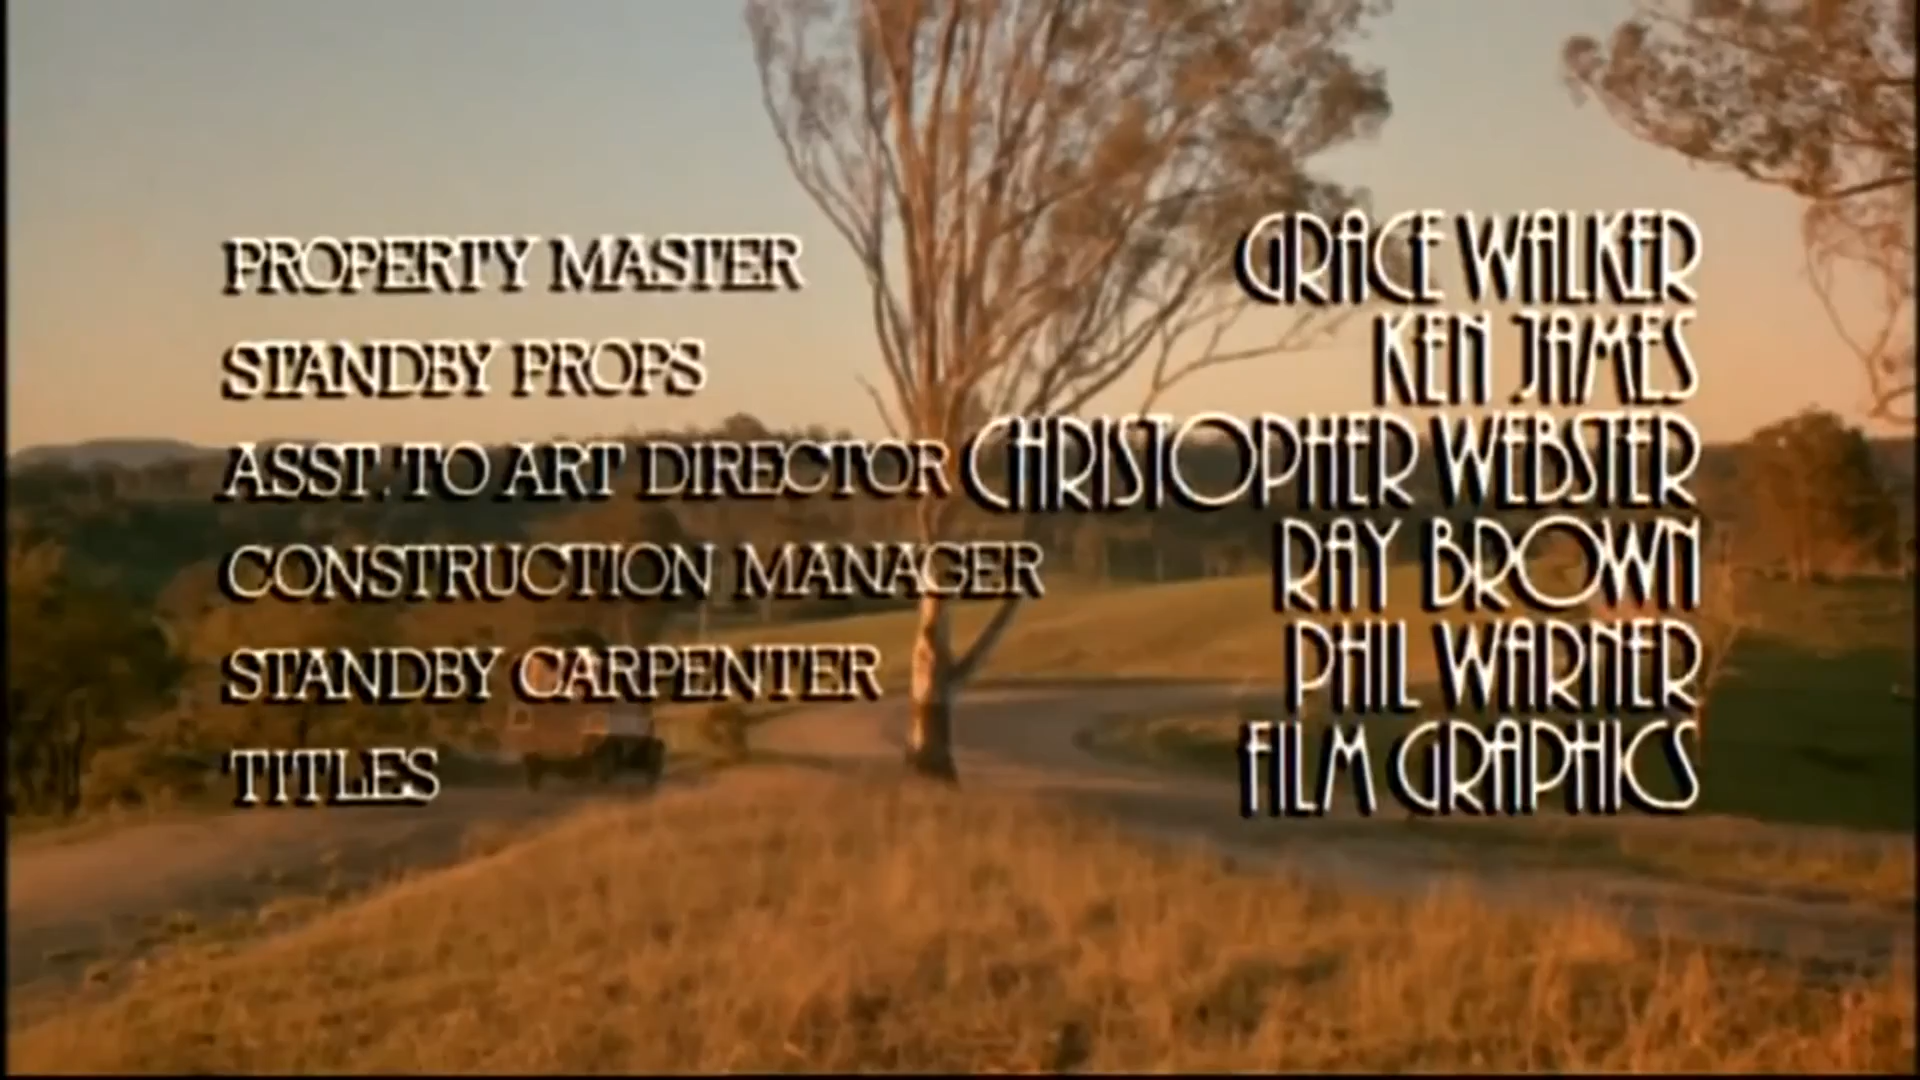 PROPERTY MASTER GRACE WALKER
STANDBY PROPS KEN JAMES
ASST. TO ART DIRECTOR CHRISTOPHER WEBSTER
CONSTRUCTION MANAGER RAY BROWN
STANDBY CARPENTER PHIL WARNER
TITLES FILM GRAPHICS